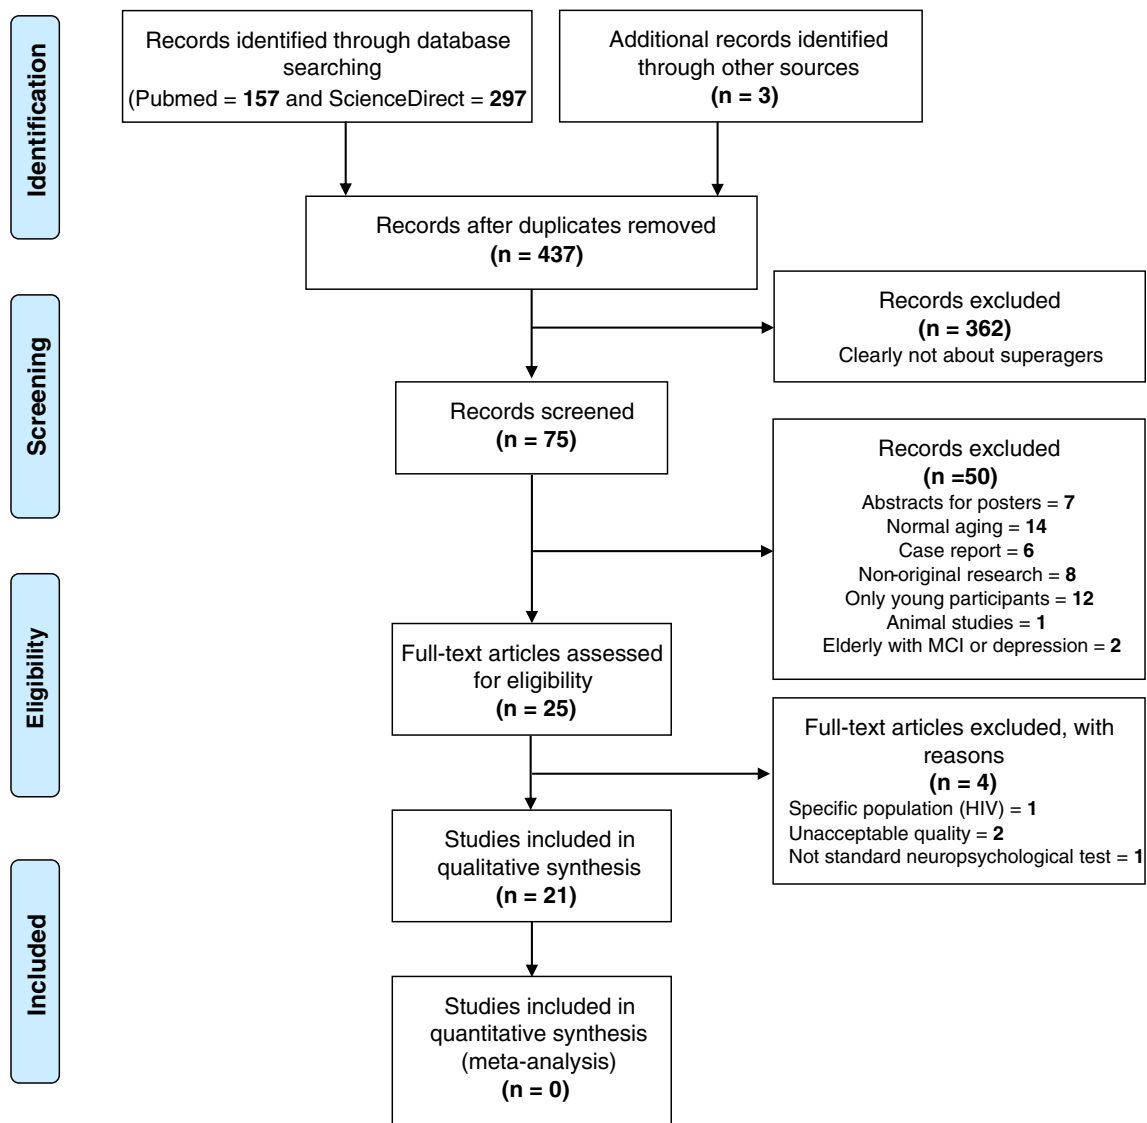 Identification
Records identified through database
searching
(Pubmed = 157 and ScienceDirect = 297
Additional records identified
through other sources
(n = 3)
Records after duplicates removed
(n = 437)
Screening
Records excluded
(n = 362)
Clearly not about superagers
Records screened
(n = 75)
Records excluded
(n =50)
Abstracts for posters = 7
Normal aging = 14
Case report = 6
Non-original research = 8
Only young participants = 12
Animal studies = 1
Elderly with MCI or depression = 2
Eligibility
Full-text articles assessed
for eligibility
(n = 25)
Full-text articles excluded, with
reasons
(n = 4)
Specific population (HIV) = 1
Unacceptable quality = 2
Not standard neuropsychological test = 1
Included
Studies included in
qualitative synthesis
(n = 21)
Studies included in
quantitative synthesis
(meta-analysis)
(n = 0)